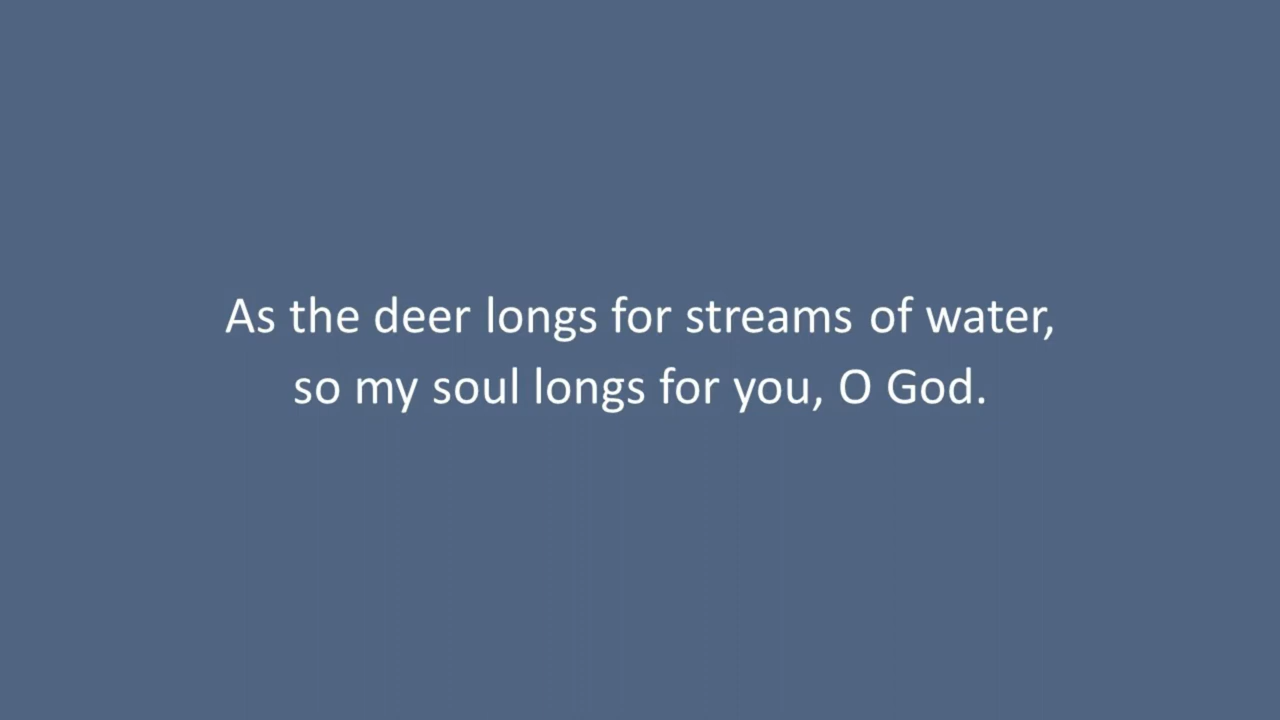 As the deer longs for streams of water,
so my soul longs for you, O God.